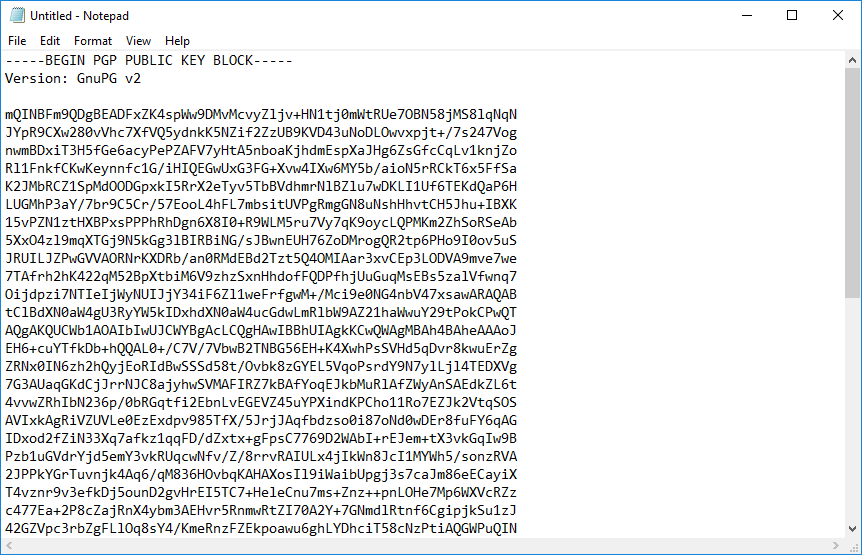 Untitled - Notepad
File Edit Format View Help
-----BEGIN PGP PUBLIC KEY BLOCK-----
Version: GnuPG v2
mQINBFm9QDgBEADFxZK4spWw9DMvMcvyZljv+HN1tj0mWtRUe7OBN58jMS8lqNqN
JYpR9CXw280vVhc7XfVQ5ydnkK5NZif2ZzUB9KVD43uNoDLOwvxpjt+/7s247Vog
nwmBDxiT3H5fGe6acyPePZAFV7yHtA5nboaKjhdmEspXaJHg6ZsGfcCqLv1knjZo
Rl1FnkfCKwKeynnfc1G/iHIQEGwUxG3FG+Xvw4IXw6MY5b/aioN5rRCkT6x5FfSa
K2JMbRCZ1SpMdOODGpxkI5RrX2eTyv5TbBVdhmrNlBZlu7wDKLI1Uf6TEKdQaP6H
LUGMhP3aY/7br9C5Cr/57EooL4hFL7mbsitUVPgRmgGN8uNshHhvtCH5Jhu+IBXK
15vPZN1ztHXBPxsPPPhRhDgn6X8I0+R9WLM5ru7Vy7qK9oycLQPMKm2ZhSoRSeAb
5XxO4zl9mqXTGj9N5kGg3lBIRBiNG/sJBwnEUH76ZoDMrogQR2tp6PHo9I0ov5uS
JRUILJZPwGVVAORNrKXDRb/an0RMdEBd2Tzt5Q4OMIAar3xvCEp3LODVA9mve7we
7TAfrh2hK422qM52BpXtbiM6V9zhzSxnHhdofFQDPfhjUuGuqMsEBs5zalVfwnq7
Oijdpzi7NTIeIjWyNUIJjY34iF6Zl1weFrfgwM+/Mci9e0NG4nbV47xsawARAQAB
tClBdXN0aW4gU3RyYW5kIDxhdXN0aW4ucGdwLmRlbW9AZ21haWwuY29tPokCPwQT
AQgAKQUCWb1AOAIbIwUJCWYBgAcLCQgHAwIBBhUIAgkKCwQWAgMBAh4BAheAAAoJ
EH6+cuYTfkDb+hQQAL0+/C7V/7VbwB2TNBG56EH+K4XwhPsSVHd5qDvr8kwuErZg
ZRNx0IN6zh2hQyjEoRIdBwSSSd58t/Ovbk8zGYEL5VqoPsrdY9N7ylLjl4TEDXVg
7G3AUaqGKdCjJrrNJC8ajyhwSVMAFIRZ7kBAfYoqEJkbMuRlAfZWyAnSAEdkZL6t
4vvwZRhIbN236p/0bRGqtfi2EbnLvEGEVZ45uYPXindKPCho11Ro7EZJk2VtqSOS
AVIxkAgRiVZUVLe0EzExdpv985TfX/5JrjJAqfbdzso0i87oNd0wDEr8fuFY6qAG
IDxod2fZiN33Xq7afkz1qqFD/dZxtx+gFpsC7769D2WAbI+rEJem+tX3vkGqIw9B
Pzb1uGVdrYjd5emY3vkRUqcwNfv/Z/8rrvRAIULx4jIkWn8JcI1MYWh5/sonzRVA
2JPPkYGrTuvnjk4Aq6/qM836HOvbqKAHAXosIl9iWaibUpgj3s7caJm86eECayiX
T4vznr9v3efkDj5ounD2gvHrEI5TC7+HeleCnu7ms+Znz++pnLOHe7Mp6WXVcRZz
c477Ea+2P8cZajRnX4ybm3AEHvr5RnmwRtZI70A2Y+7GNmdlRtnf6CgipjkSu1zJ
42GZVpc3rbZgFLlOq8sY4/KmeRnzFZEkpoawu6ghLYDhciT58cNzPtiAQGWPuQIN